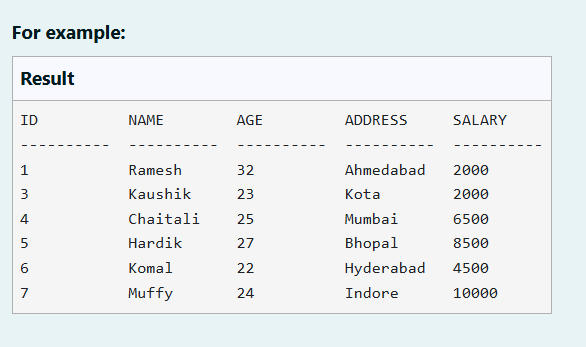 For example:
Result
ID          NAME        AGE         ADDRESS     SALARY
----------  ----------  ----------  ----------  ----------
1           Ramesh      32          Ahmedabad   2000
3           Kaushik     23          Kota        2000
4           Chaitali    25          Mumbai      6500
5           Hardik      27          Bhopal      8500
6           Komal       22          Hyderabad   4500
7           Muffy       24          Indore      10000